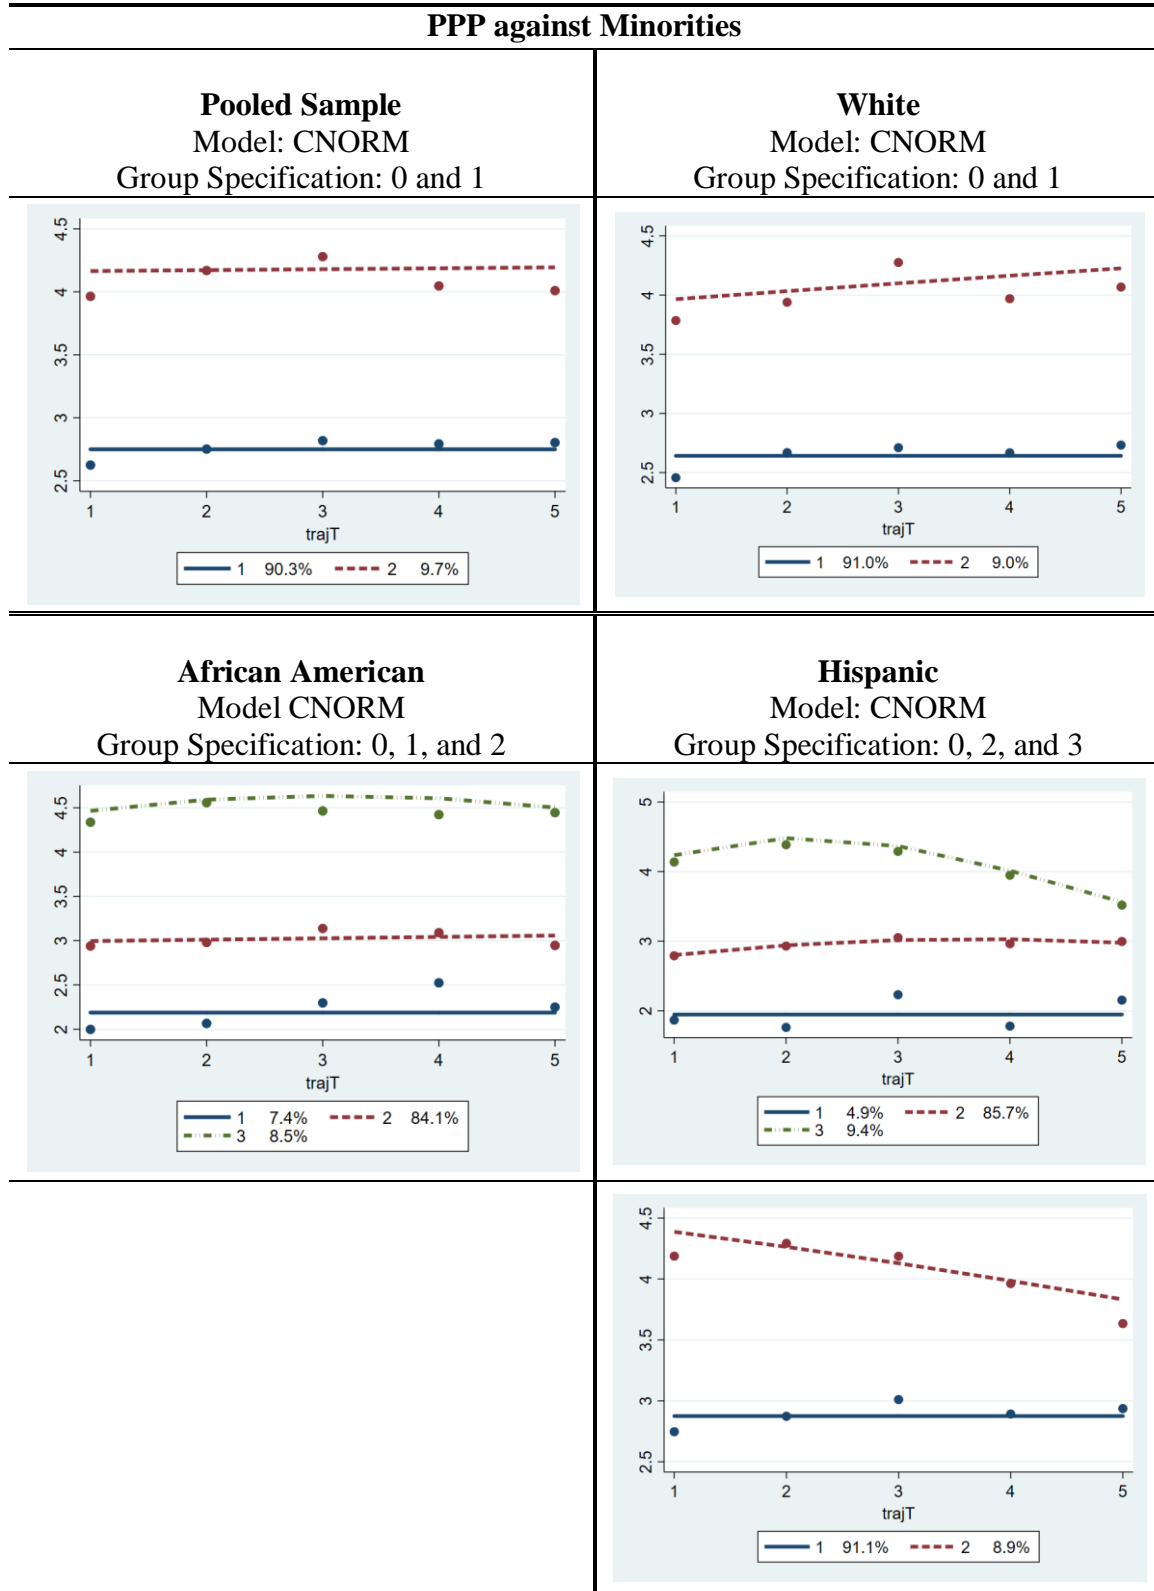 PPP against Minorities
Pooled Sample
Model: CNORM
Group Specification: 0 and 1
White
Model: CNORM
Group Specification: 0 and 1
4.5
4
3.5
3
2.5
1 2 3 4 5
trajT
1 90.3% 2 9.7%
4.5
4
3.5
3
2.5
1 2 3 4 5
trajT
1 91.0% 2 9.0%
African American
Model CNORM
Group Specification: 0, 1, and 2
Hispanic
Model: CNORM
Group Specification: 0, 2, and 3
4.5
4
3.5
3
2.5
2
1 2 3 4 5
trajT
1 7.4% 2 84.1%
3 8.5%
5
4
3
2
1 2 3 4 5
trajT
1 4.9% 2 85.7%
3 9.4%
4.5
4
3.5
3
2.5
1 2 3 4 5
trajT
1 91.1% 2 8.9%